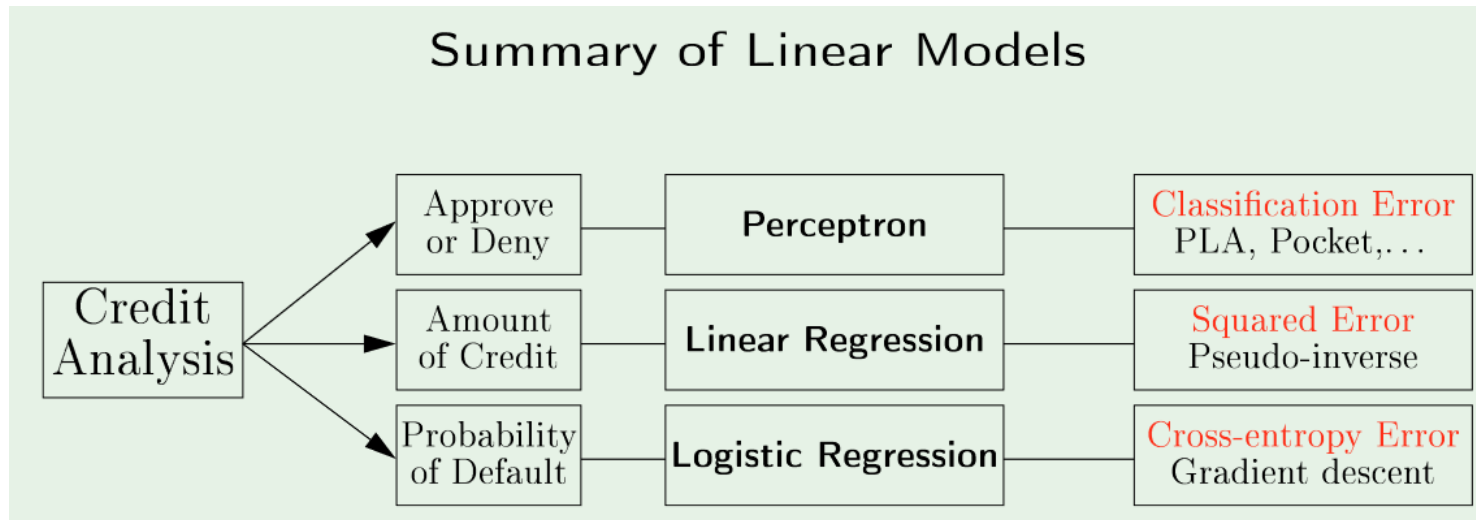 Summary of Linear Models
Credit
Analysis
Approve
or Deny
Perceptron
Classification Error
PLA, Pocket,...
Amount
of Credit
Linear Regression
Squared Error
Pseudo-inverse
Probability
of Default
Logistic Regression
Cross-entropy Error
Gradient descent